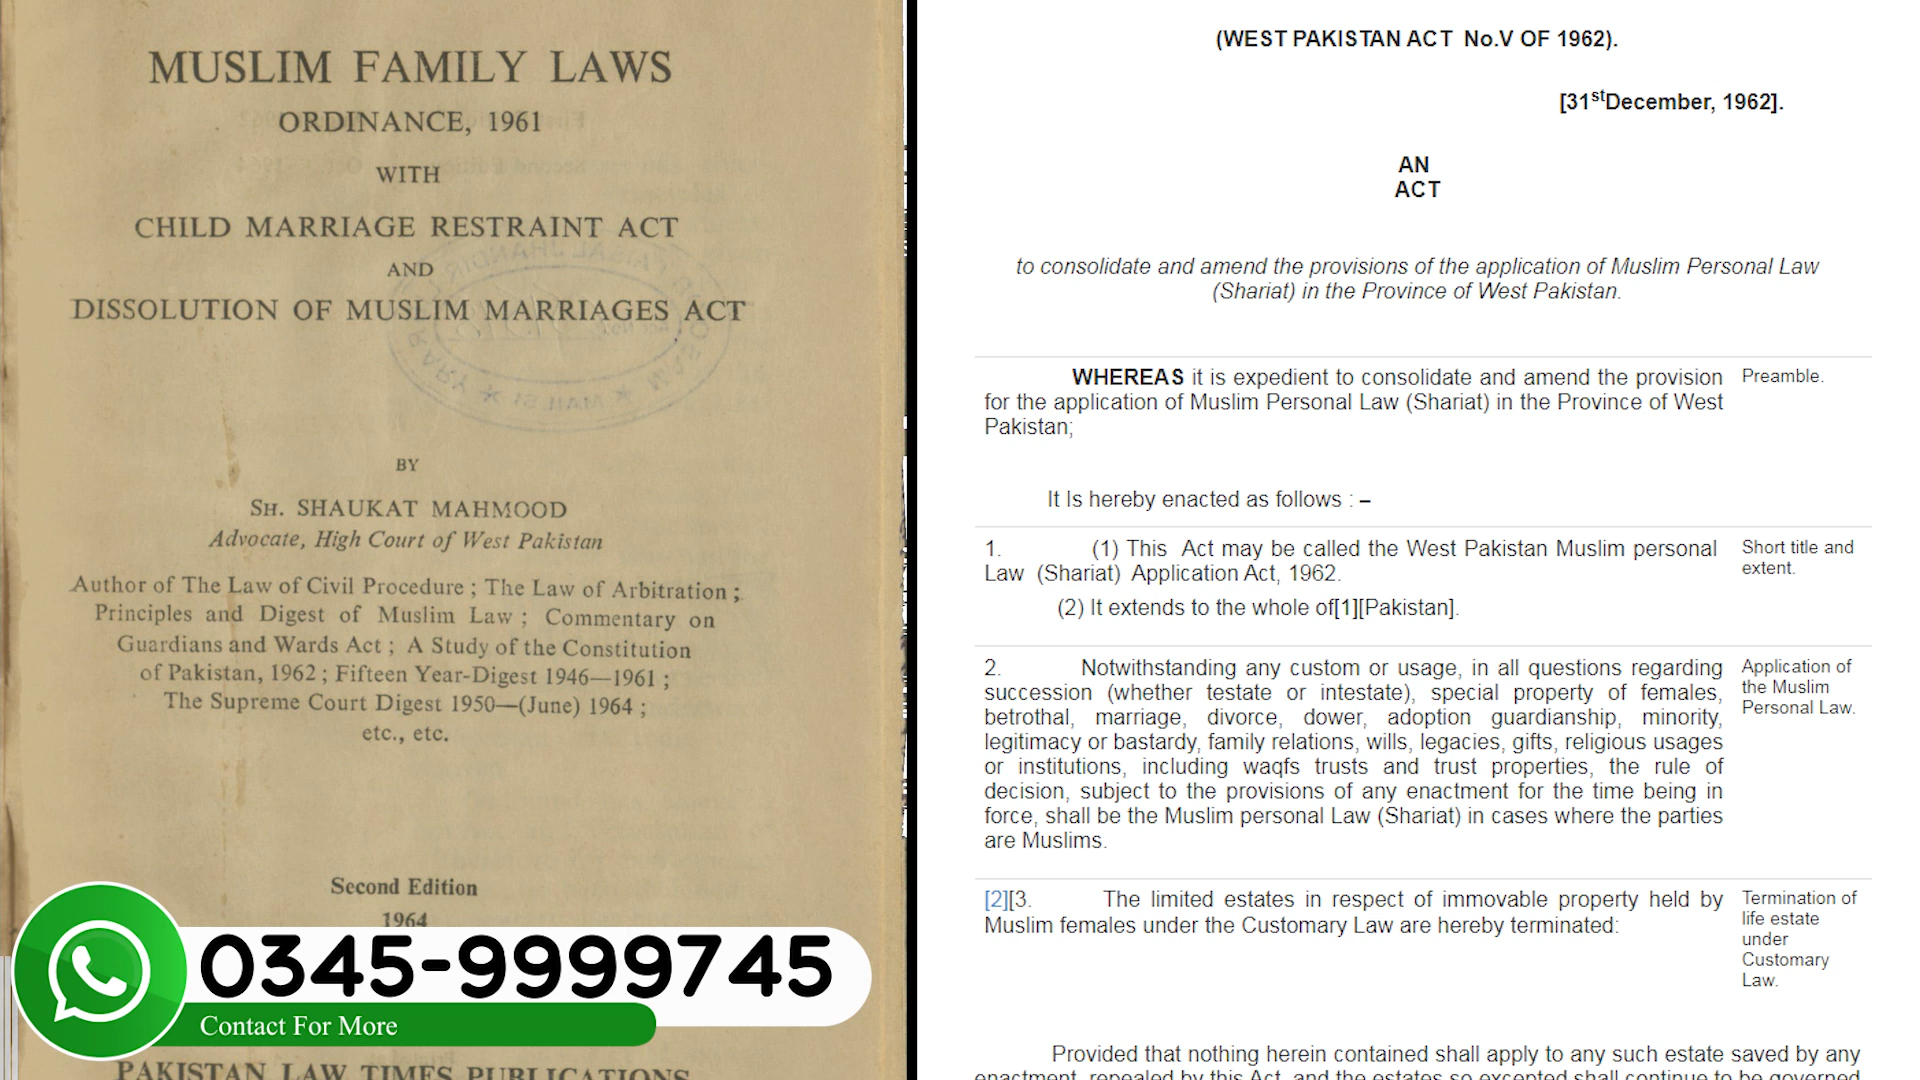 MUSLIM FAMILY LAWS
ORDINANCE, 1961
WITH
CHILD MARRIAGE RESTRAINT ACT
AND
DISSOLUTION OF MUSLIM MARRIAGES ACT
BY
SH. SHAUKAT MAHMOOD
Advocate, High Court of West Pakistan
Author of The Law of Civil Procedure ; The Law of Arbitration ;
Principles and Digest of Muslim Law ; Commentary on
Guardians and Wards Act ; A Study of the Constitution
of Pakistan, 1962 ; Fifteen Year-Digest 1946—1961 ;
The Supreme Court Digest 1950—(June) 1964 ;
etc., etc.
Second Edition
1964
0345-9999745
Contact For More
PAKISTAN LAW TIMES PUBLICATIONS
(WEST PAKISTAN ACT No.V OF 1962).
[31stDecember, 1962].
AN
ACT
to consolidate and amend the provisions of the application of Muslim Personal Law
(Shariat) in the Province of West Pakistan.
WHEREAS it is expedient to consolidate and amend the provision
for the application of Muslim Personal Law (Shariat) in the Province of West
Pakistan;
Preamble.
It Is hereby enacted as follows : –
1. (1) This Act may be called the West Pakistan Muslim personal
Law (Shariat) Application Act, 1962.
(2) It extends to the whole of[1][Pakistan].
Short title and
extent.
2. Notwithstanding any custom or usage, in all questions regarding
succession (whether testate or intestate), special property of females,
betrothal, marriage, divorce, dower, adoption guardianship, minority,
legitimacy or bastardy, family relations, wills, legacies, gifts, religious usages
or institutions, including waqfs trusts and trust properties, the rule of
decision, subject to the provisions of any enactment for the time being in
force, shall be the Muslim personal Law (Shariat) in cases where the parties
are Muslims.
Application of
the Muslim
Personal Law.
[2][3. The limited estates in respect of immovable property held by
Muslim females under the Customary Law are hereby terminated:
Termination of
life estate
under
Customary
Law.
Provided that nothing herein contained shall apply to any such estate saved by any
enactment, repealed by this Act, and the estates so excepted shall continue to be governed